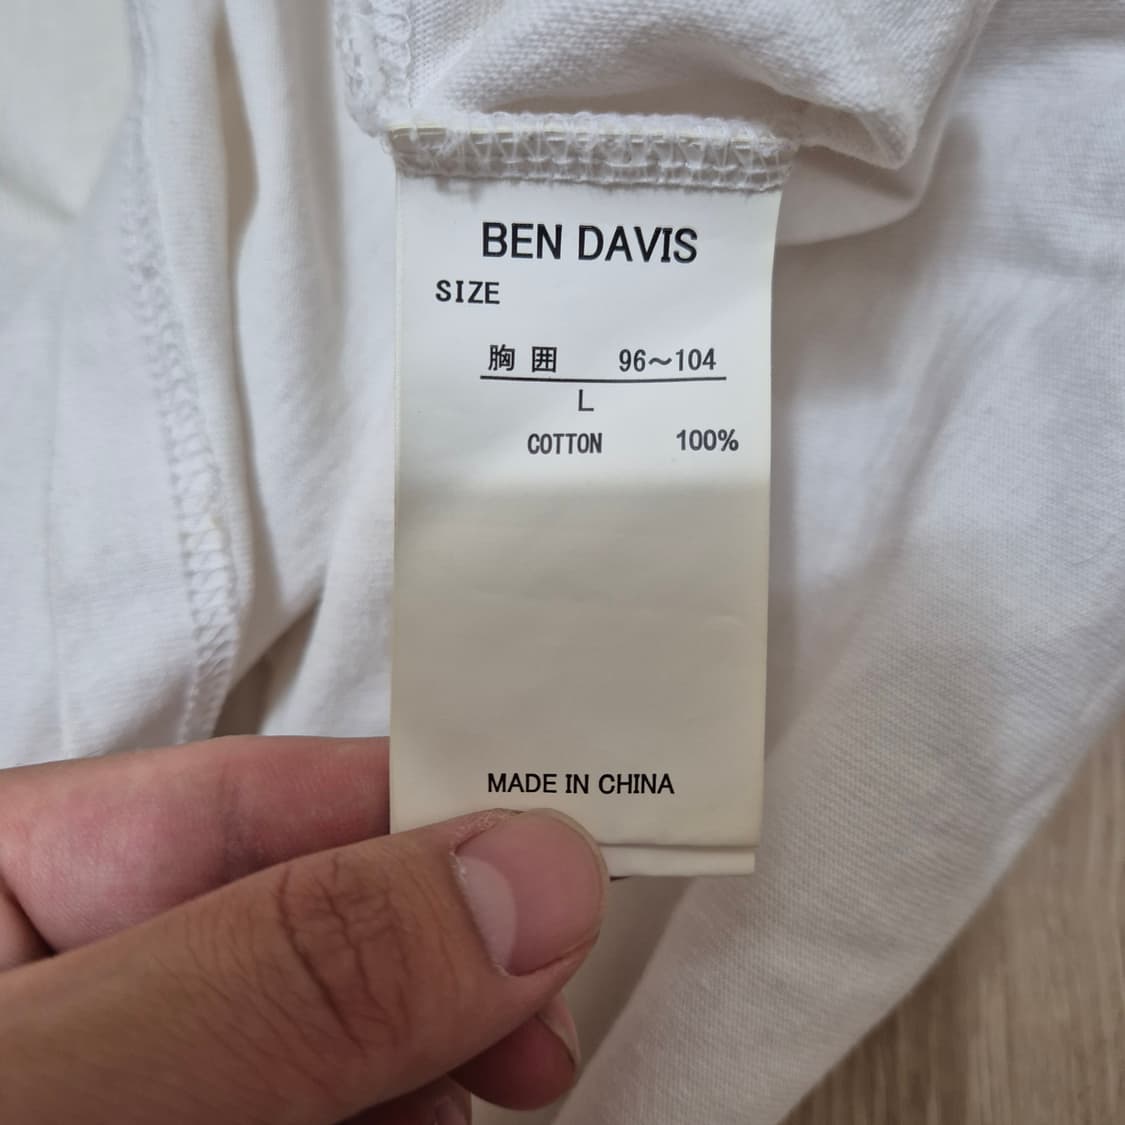 BEN DAVIS
SIZE
胸囲 96～104
L
COTTON 100%
MADE IN CHINA